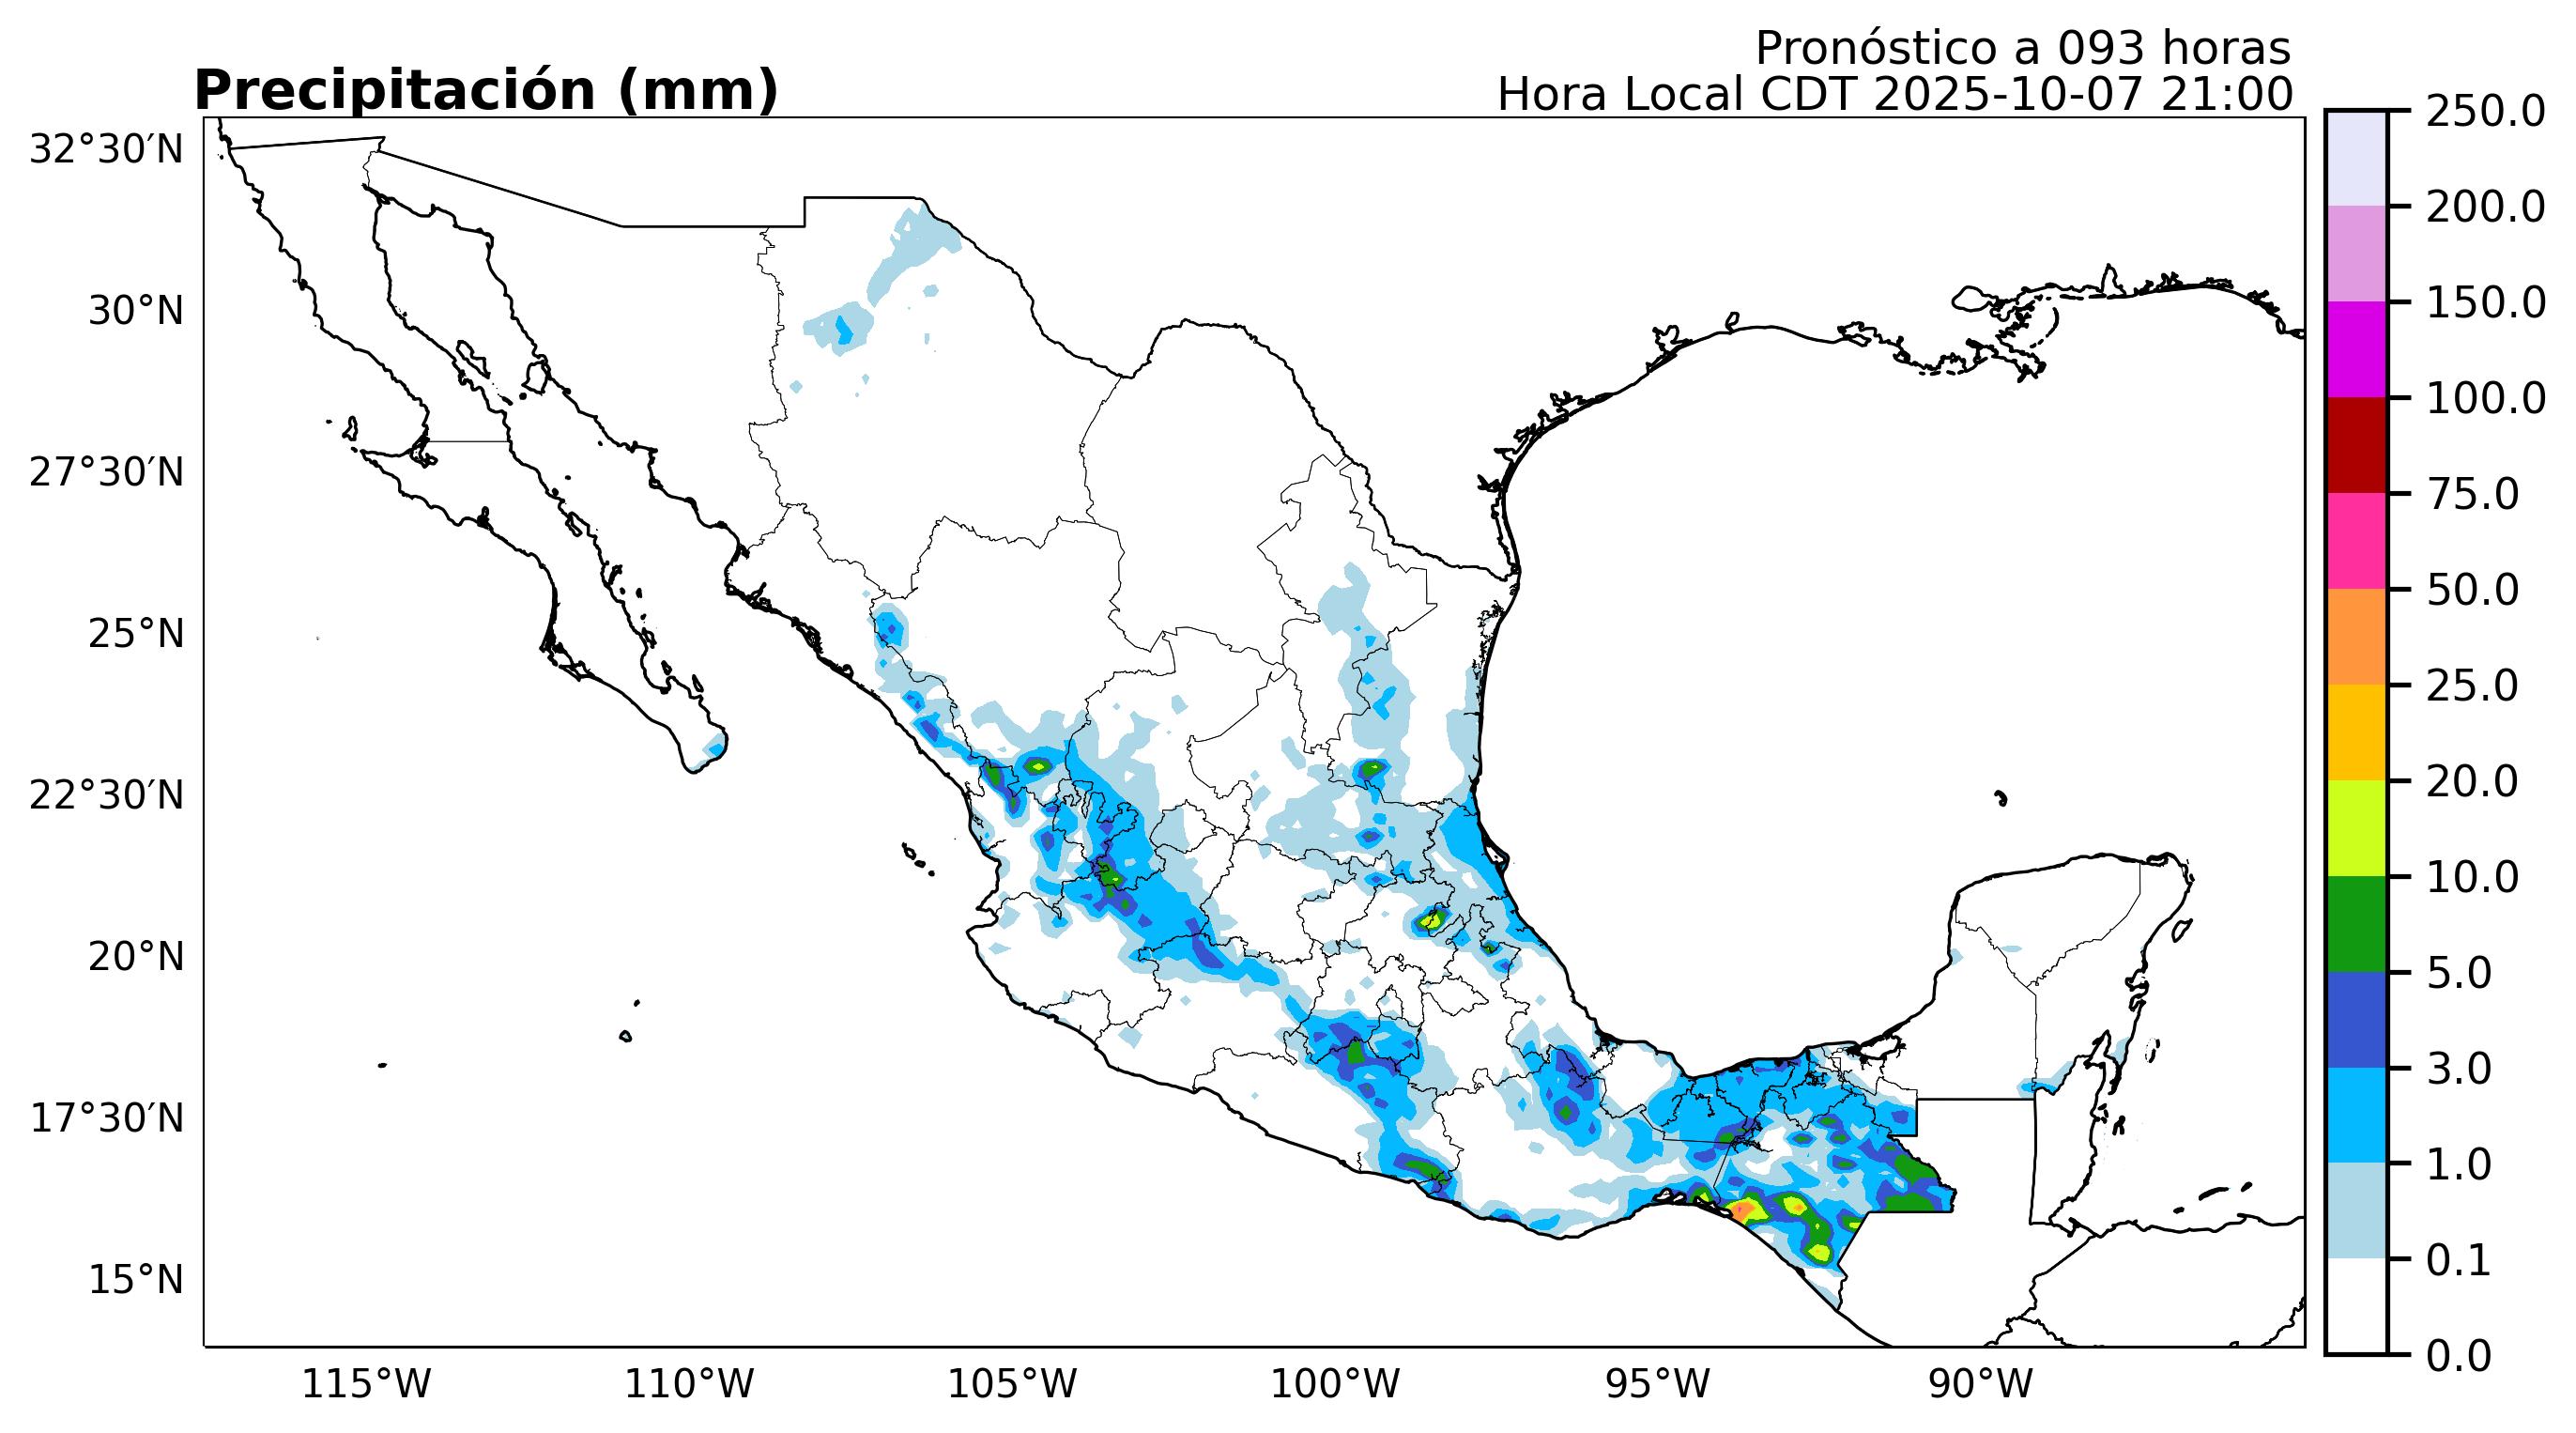 Pronóstico a 093 horas
Precipitación (mm)
Hora Local CDT 2025-10-07 21:00
32°30′N
30°N
27°30′N
25°N
22°30′N
20°N
17°30′N
15°N
115°W
110°W
105°W
100°W
95°W
90°W
250.0
200.0
150.0
100.0
75.0
50.0
25.0
20.0
10.0
5.0
3.0
1.0
0.1
0.0